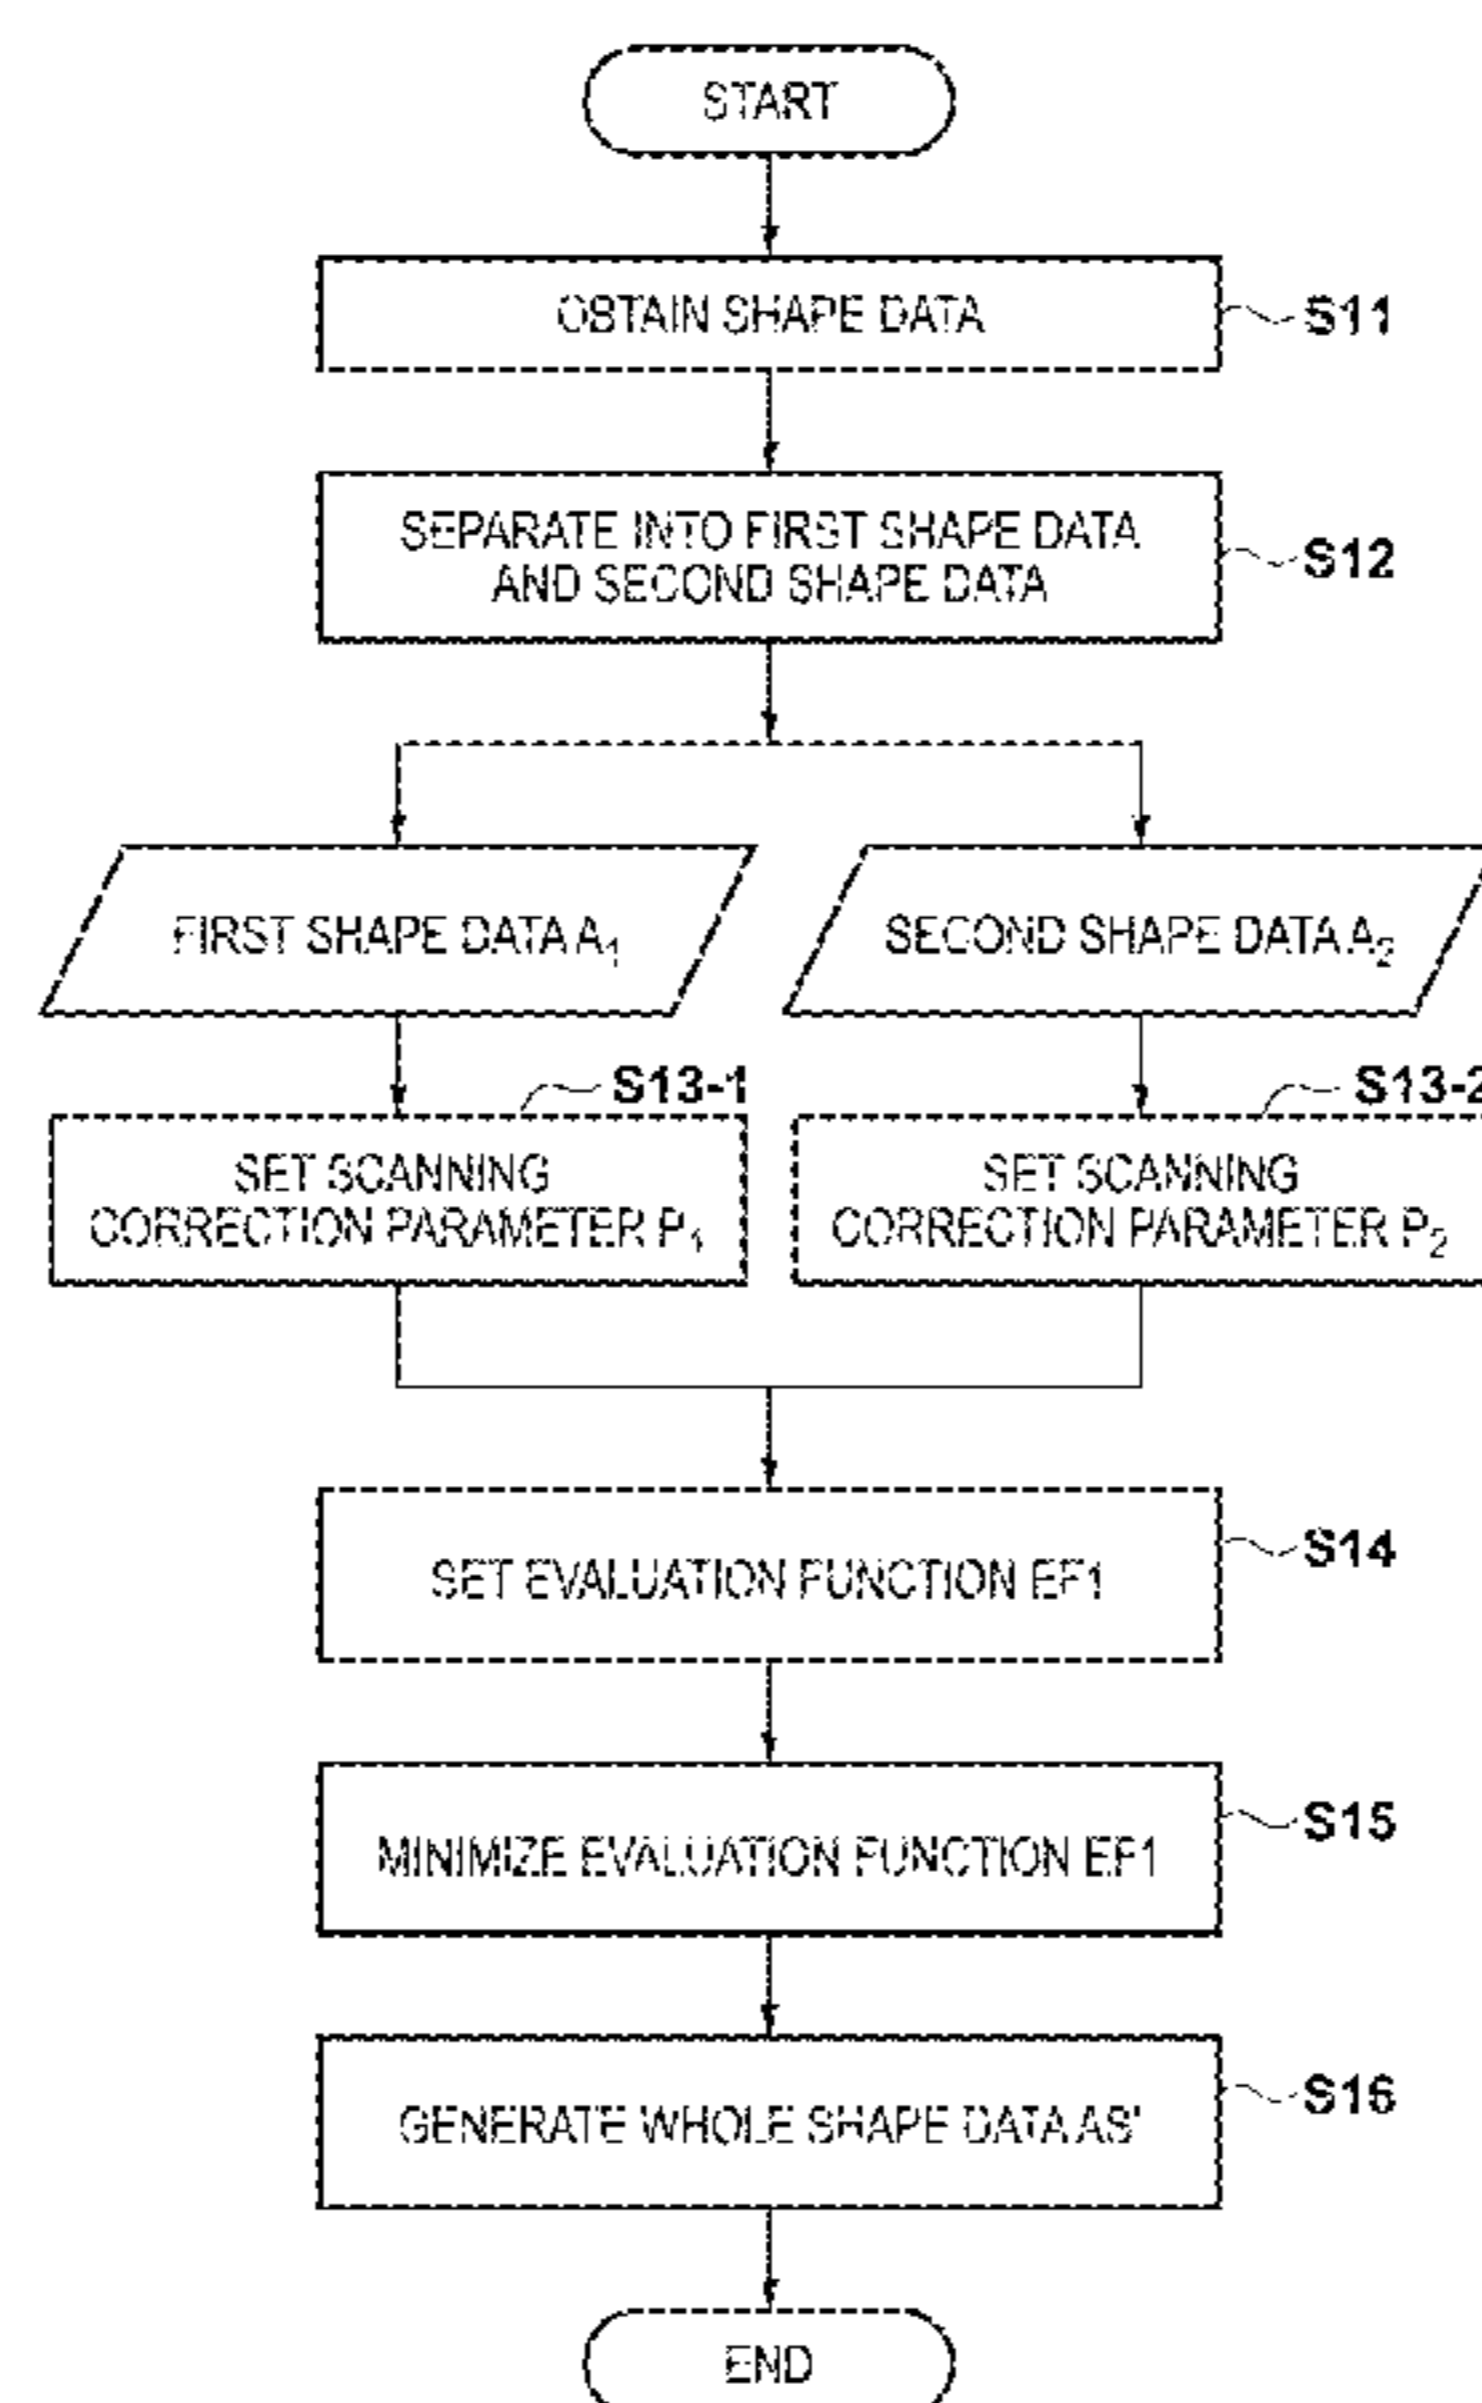 START
OBTAIN SHAPE DATA
S11
SEPARATE INTO FIRST SHAPE DATA
AND SECOND SHAPE DATA
S12
FIRST SHAPE DATA A₁
SECOND SHAPE DATA A₂
S13-1
S13-2
SET SCANNING
CORRECTION PARAMETER P₁
SET SCANNING
CORRECTION PARAMETER P₂
SET EVALUATION FUNCTION EF1
S14
MINIMIZE EVALUATION FUNCTION EF1
S15
GENERATE WHOLE SHAPE DATA AS'
S16
END